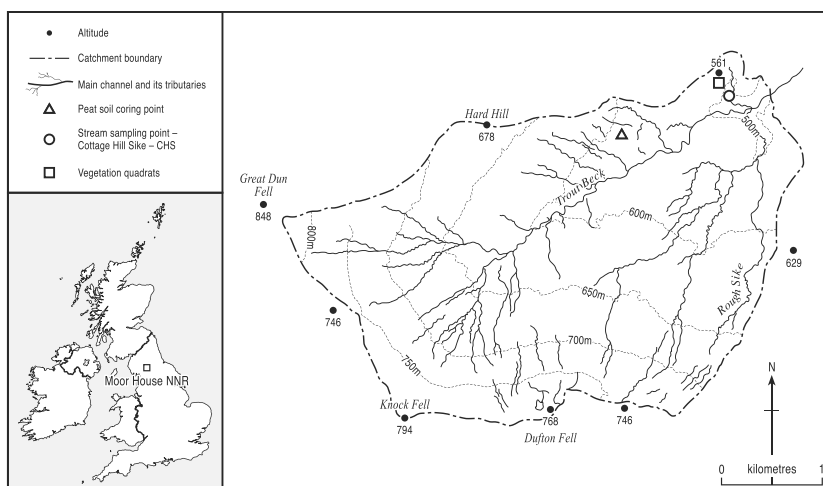 Altitude
Catchment boundary
Main channel and its tributaries
Peat soil coring point
Stream sampling point –
Cottage Hill Sike – CHS
Vegetation quadrats
Moor House NNR
561
500m
Hard Hill
678
Great Dun
Fell
848
800m
Trout Beck
600m
629
746
650m
Rough Sike
700m
750m
N
Knock Fell
794
768
Dufton Fell
746
0 kilometres 1